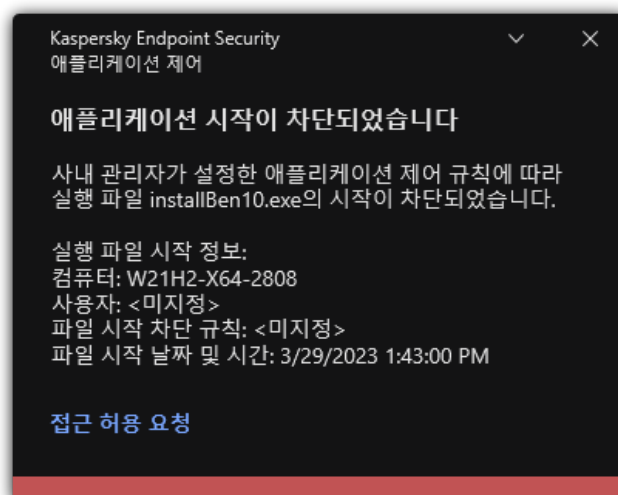 Kaspersky Endpoint Security
애플리케이션 제어
애플리케이션 시작이 차단되었습니다
사내 관리자가 설정한 애플리케이션 제어 규칙에 따라
실행 파일 installBen10.exe의 시작이 차단되었습니다.
실행 파일 시작 정보:
컴퓨터: W21H2-X64-2808
사용자: <미지정>
파일 시작 차단 규칙: <미지정>
파일 시작 날짜 및 시간: 3/29/2023 1:43:00 PM
접근 허용 요청